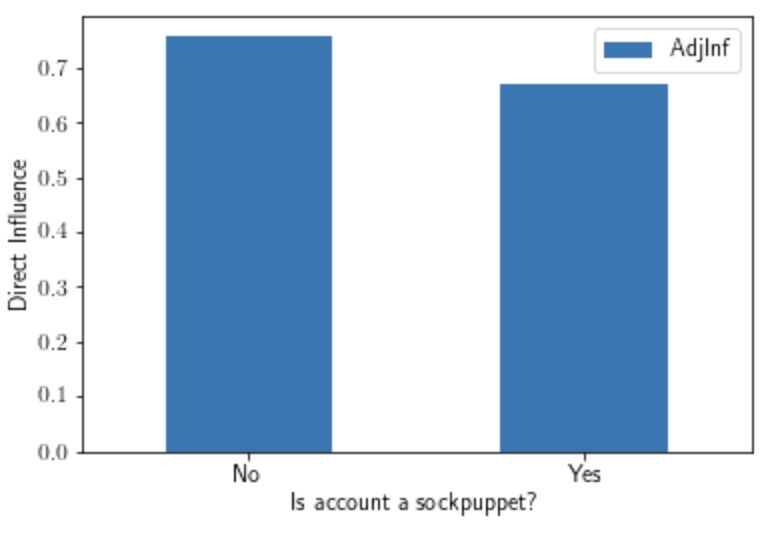 AdjInf
0.7
0.6
0.5
0.4
0.3
0.2
0.1
0.0
Direct Influence
No
Yes
Is account a sockpuppet?